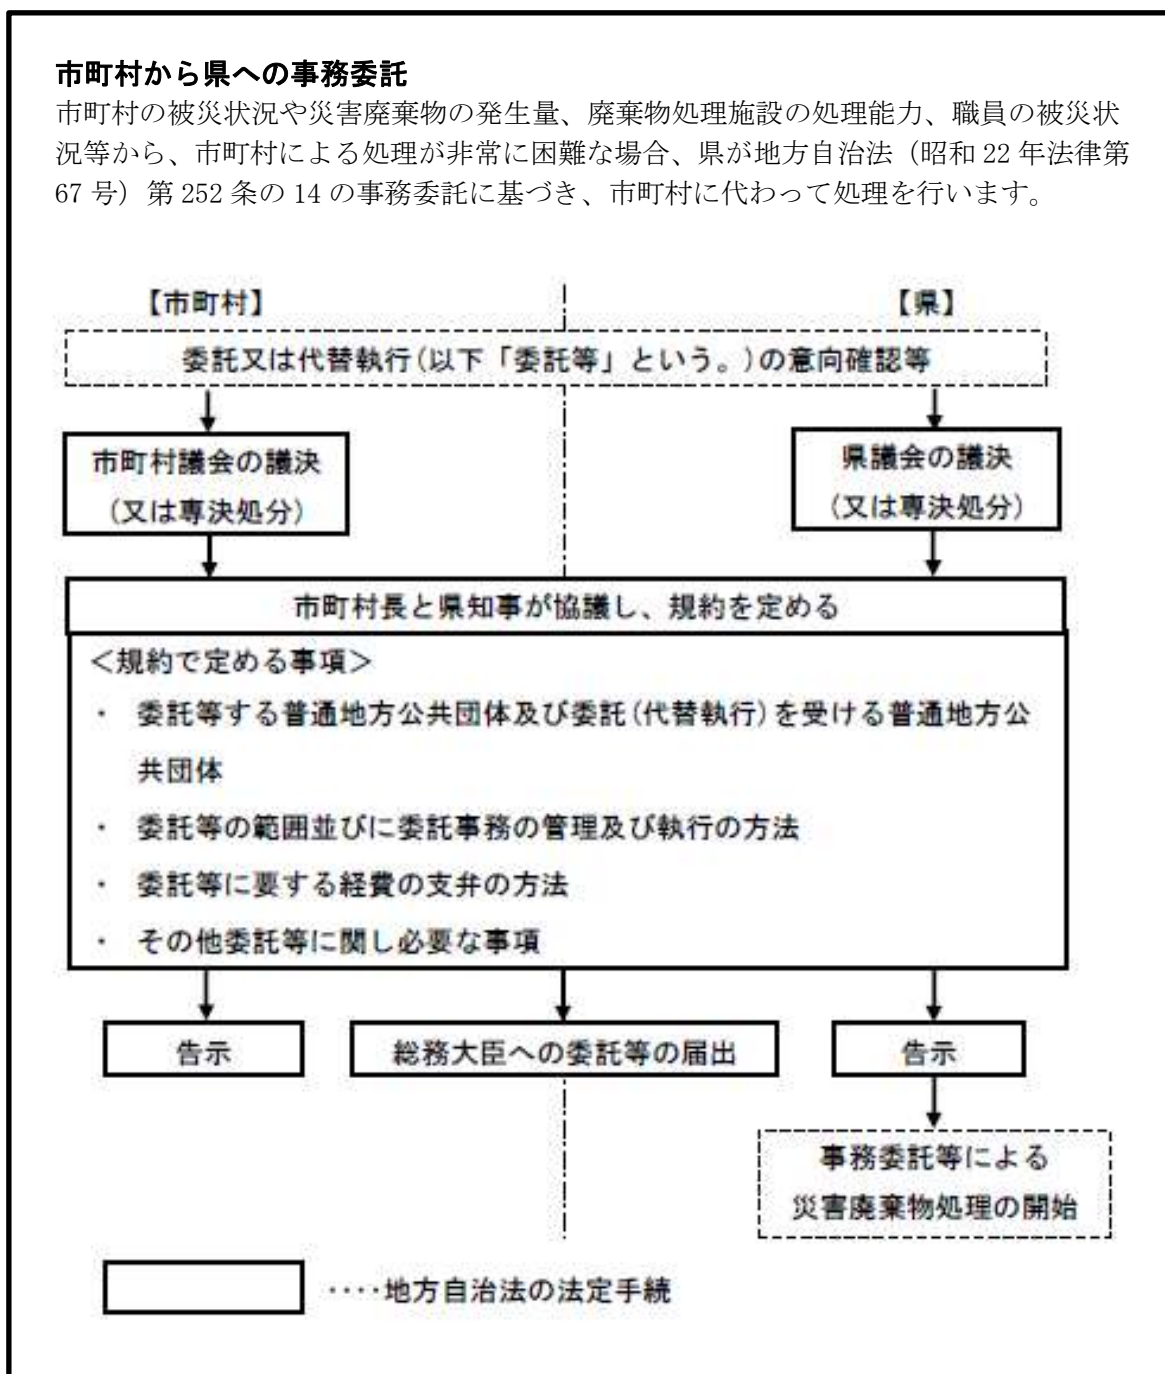 市町村から県への事務委託
市町村の被災状況や災害廃棄物の発生量、廃棄物処理施設の処理能力、職員の被災状
況等から、市町村による処理が非常に困難な場合、県が地方自治法（昭和 22 年法律第
67 号）第 252 条の 14 の事務委託に基づき、市町村に代わって処理を行います。
【市町村】
【県】
委託又は代替執行(以下「委託等」という。)の意向確認等
市町村議会の議決
(又は専決処分)
県議会の議決
(又は専決処分)
市町村長と県知事が協議し、規約を定める
＜規約で定める事項＞
・ 委託等する普通地方公共団体及び委託(代替執行)を受ける普通地方公
共団体
・ 委託等の範囲並びに委託事務の管理及び執行の方法
・ 委託等に要する経費の支弁の方法
・ その他委託等に関し必要な事項
告示
総務大臣への委託等の届出
告示
事務委託等による
災害廃棄物処理の開始
‥‥地方自治法の法定手続